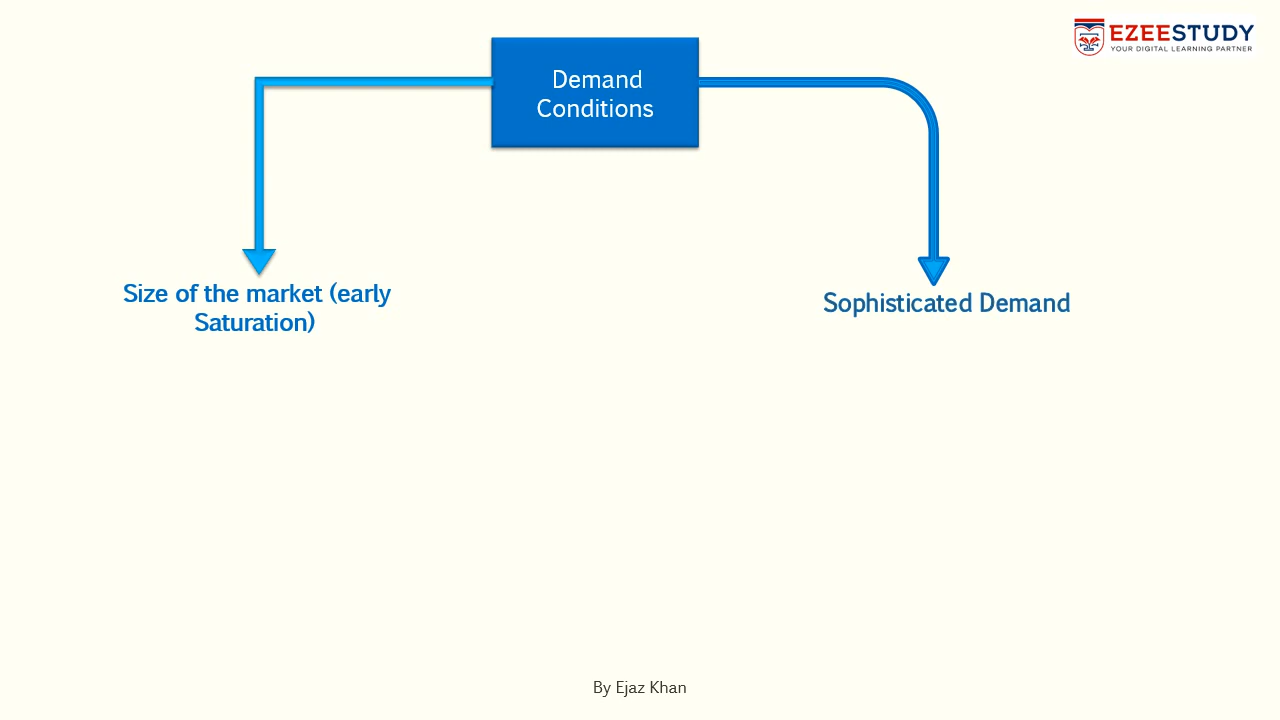 EZEESTUDY
YOUR DIGITAL LEARNING PARTNER
Demand
Conditions
Size of the market (early
Saturation)
Sophisticated Demand
By Ejaz Khan